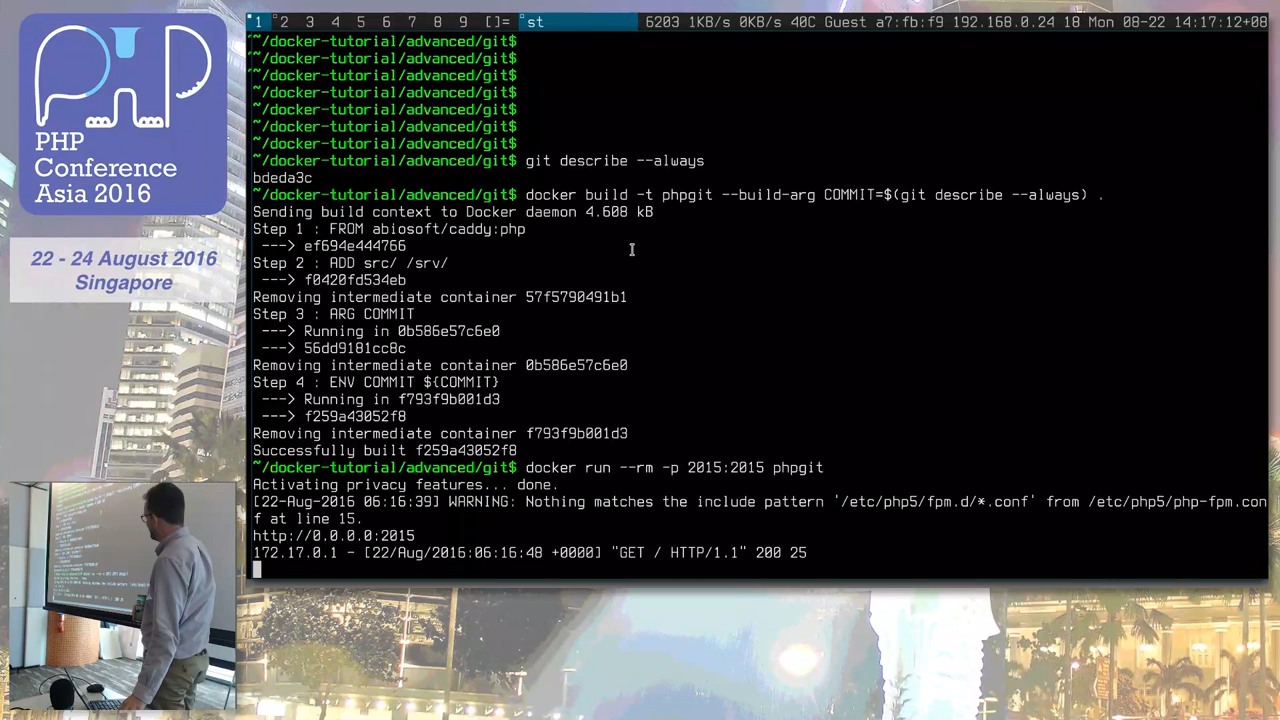 PHP
Conference
Asia 2016
22 - 24 August 2016
Singapore
1 2 3 4 5 6 7 8 9 []= st 6203 1KB/s 0KB/s 40C Guest a7:fb:f9 192.168.0.24 18 Mon 08-22 14:17:12+08
~/docker-tutorial/advanced/git$
~/docker-tutorial/advanced/git$
~/docker-tutorial/advanced/git$
~/docker-tutorial/advanced/git$
~/docker-tutorial/advanced/git$
~/docker-tutorial/advanced/git$
~/docker-tutorial/advanced/git$
~/docker-tutorial/advanced/git$ git describe --always
bdeda3c
~/docker-tutorial/advanced/git$ docker build -t phpgit --build-arg COMMIT=$(git describe --always) .
Sending build context to Docker daemon 4.608 kB
Step 1 : FROM abiosoft/caddy:php
---> ef694e444766
Step 2 : ADD src/ /srv/
---> f0420fd534eb
Removing intermediate container 57f5790491b1
Step 3 : ARG COMMIT
---> Running in 0b586e57c6e0
---> 56dd9181cc8c
Removing intermediate container 0b586e57c6e0
Step 4 : ENV COMMIT ${COMMIT}
---> Running in f793f9b001d3
---> f259a43052f8
Removing intermediate container f793f9b001d3
Successfully built f259a43052f8
~/docker-tutorial/advanced/git$ docker run --rm -p 2015:2015 phpgit
Activating privacy features... done.
[22-Aug-2016 06:16:39] WARNING: Nothing matches the include pattern '/etc/php5/fpm.d/*.conf' from /etc/php5/php-fpm.con
f at line 15.
http://0.0.0.0:2015
172.17.0.1 - [22/Aug/2016:06:16:48 +0000] "GET / HTTP/1.1" 200 25